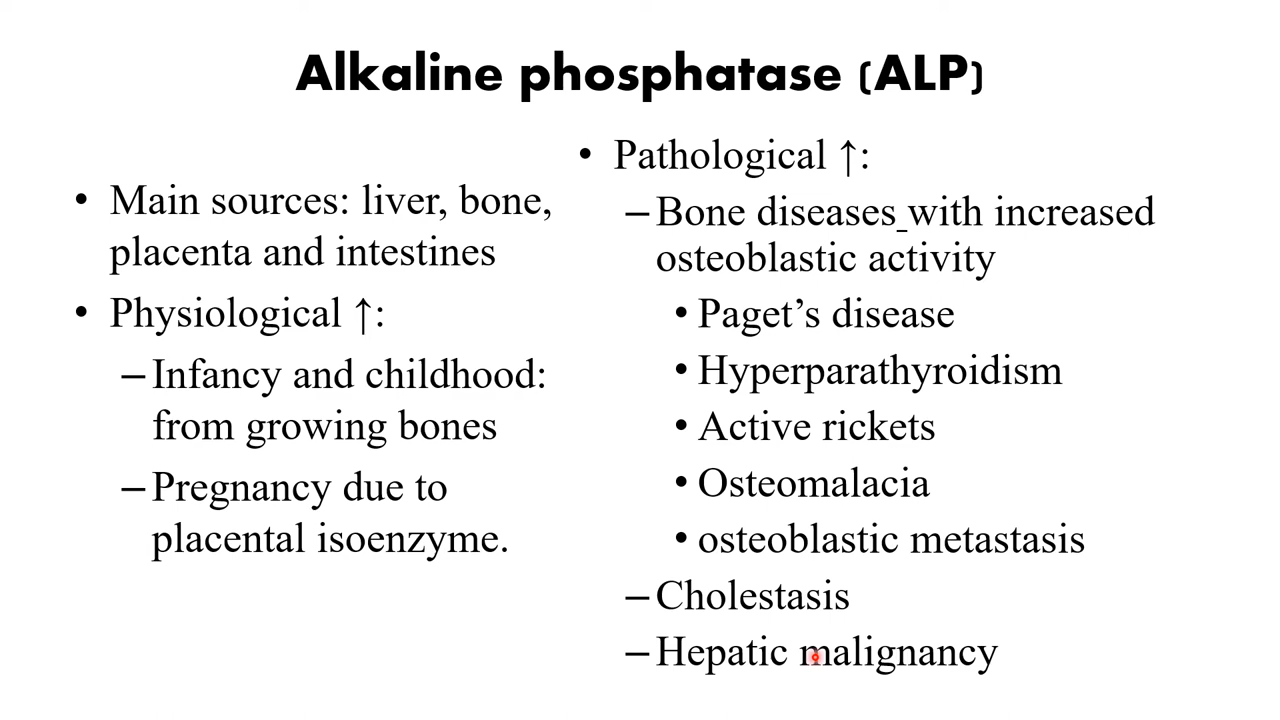 Alkaline phosphatase (ALP)
• Main sources: liver, bone,
placenta and intestines
• Physiological ↑:
– Infancy and childhood:
from growing bones
– Pregnancy due to
placental isoenzyme.
• Pathological ↑:
– Bone diseases with increased
osteoblastic activity
• Paget’s disease
• Hyperparathyroidism
• Active rickets
• Osteomalacia
• osteoblastic metastasis
– Cholestasis
– Hepatic malignancy